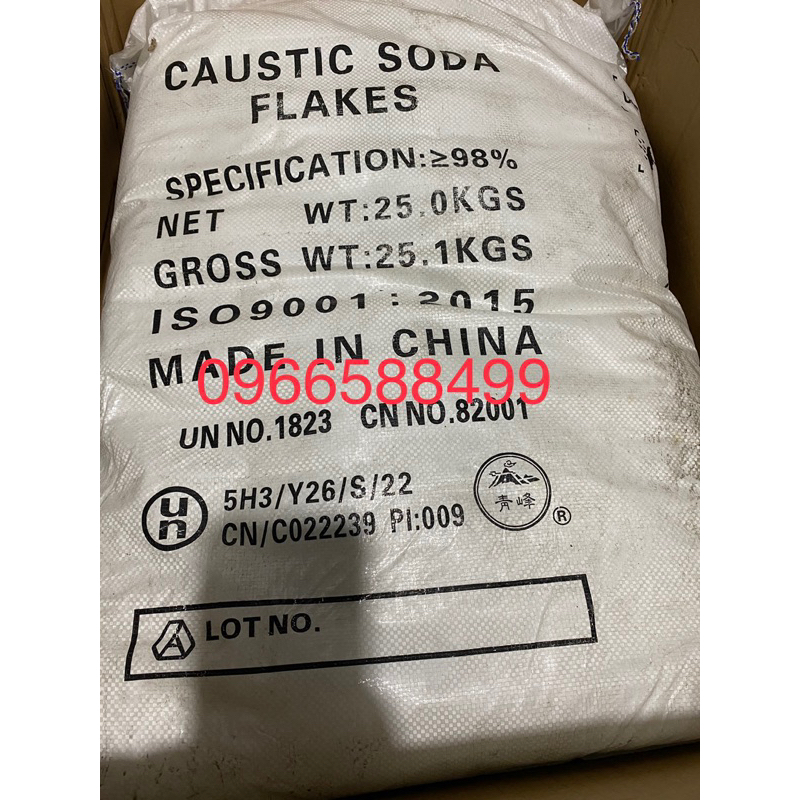 CAUSTIC SODA
FLAKES
SPECIFICATION:≥98%
NET WT:25.0KGS
GROSS WT:25.1KGS
ISO9001:2015
MADE IN CHINA
0966588499
UN NO.1823 CN NO.82001
un
5H3/Y26/S/22
CN/C022239 PI:009
青峰
®
LOT NO.